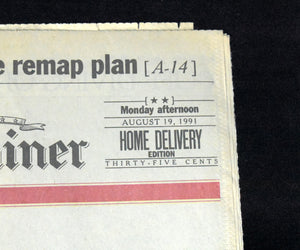 e remap plan [A-14]
[★★]
Monday afternoon
AUGUST 19, 1991
iner
HOME DELIVERY
EDITION
THIRTY-FIVE CENTS